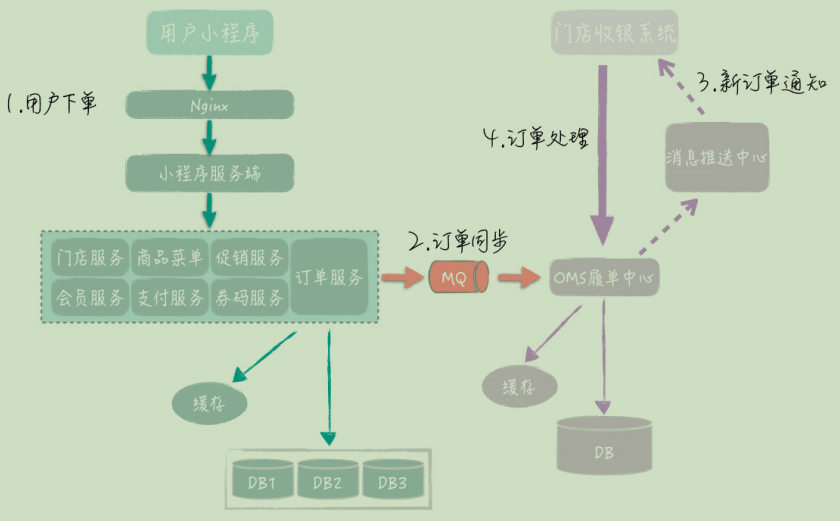 用户小程序
1.用户下单
Nginx
小程序服务端
门店服务
商品菜单
促销服务
会员服务
支付服务
券码服务
订单服务
缓存
DB1
DB2
DB3
2.订单同步
MQ
门店收银系统
3.新订单通知
4.订单处理
消息推送中心
OMS履单中心
缓存
DB